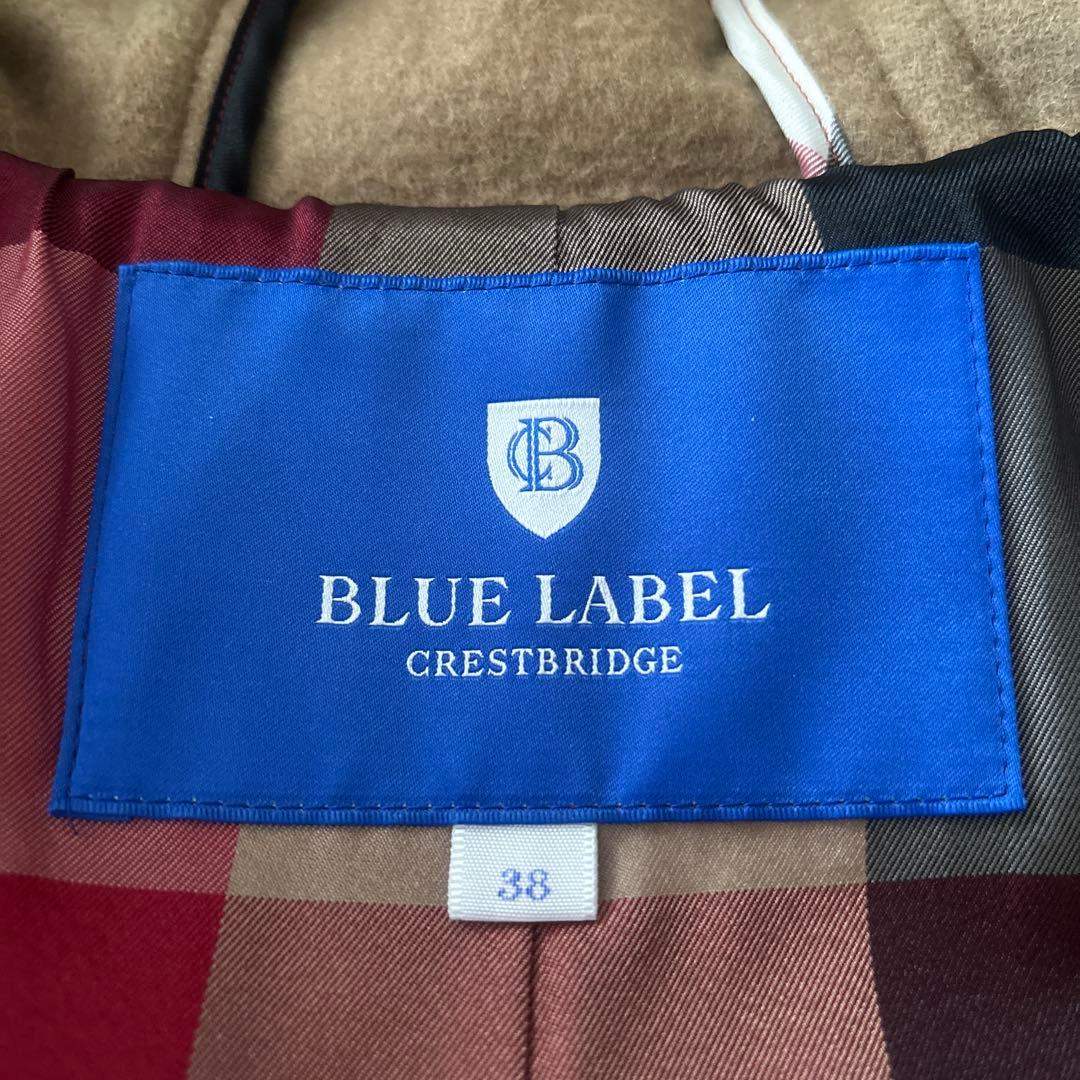 CB
BLUE LABEL
CRESTBRIDGE
38